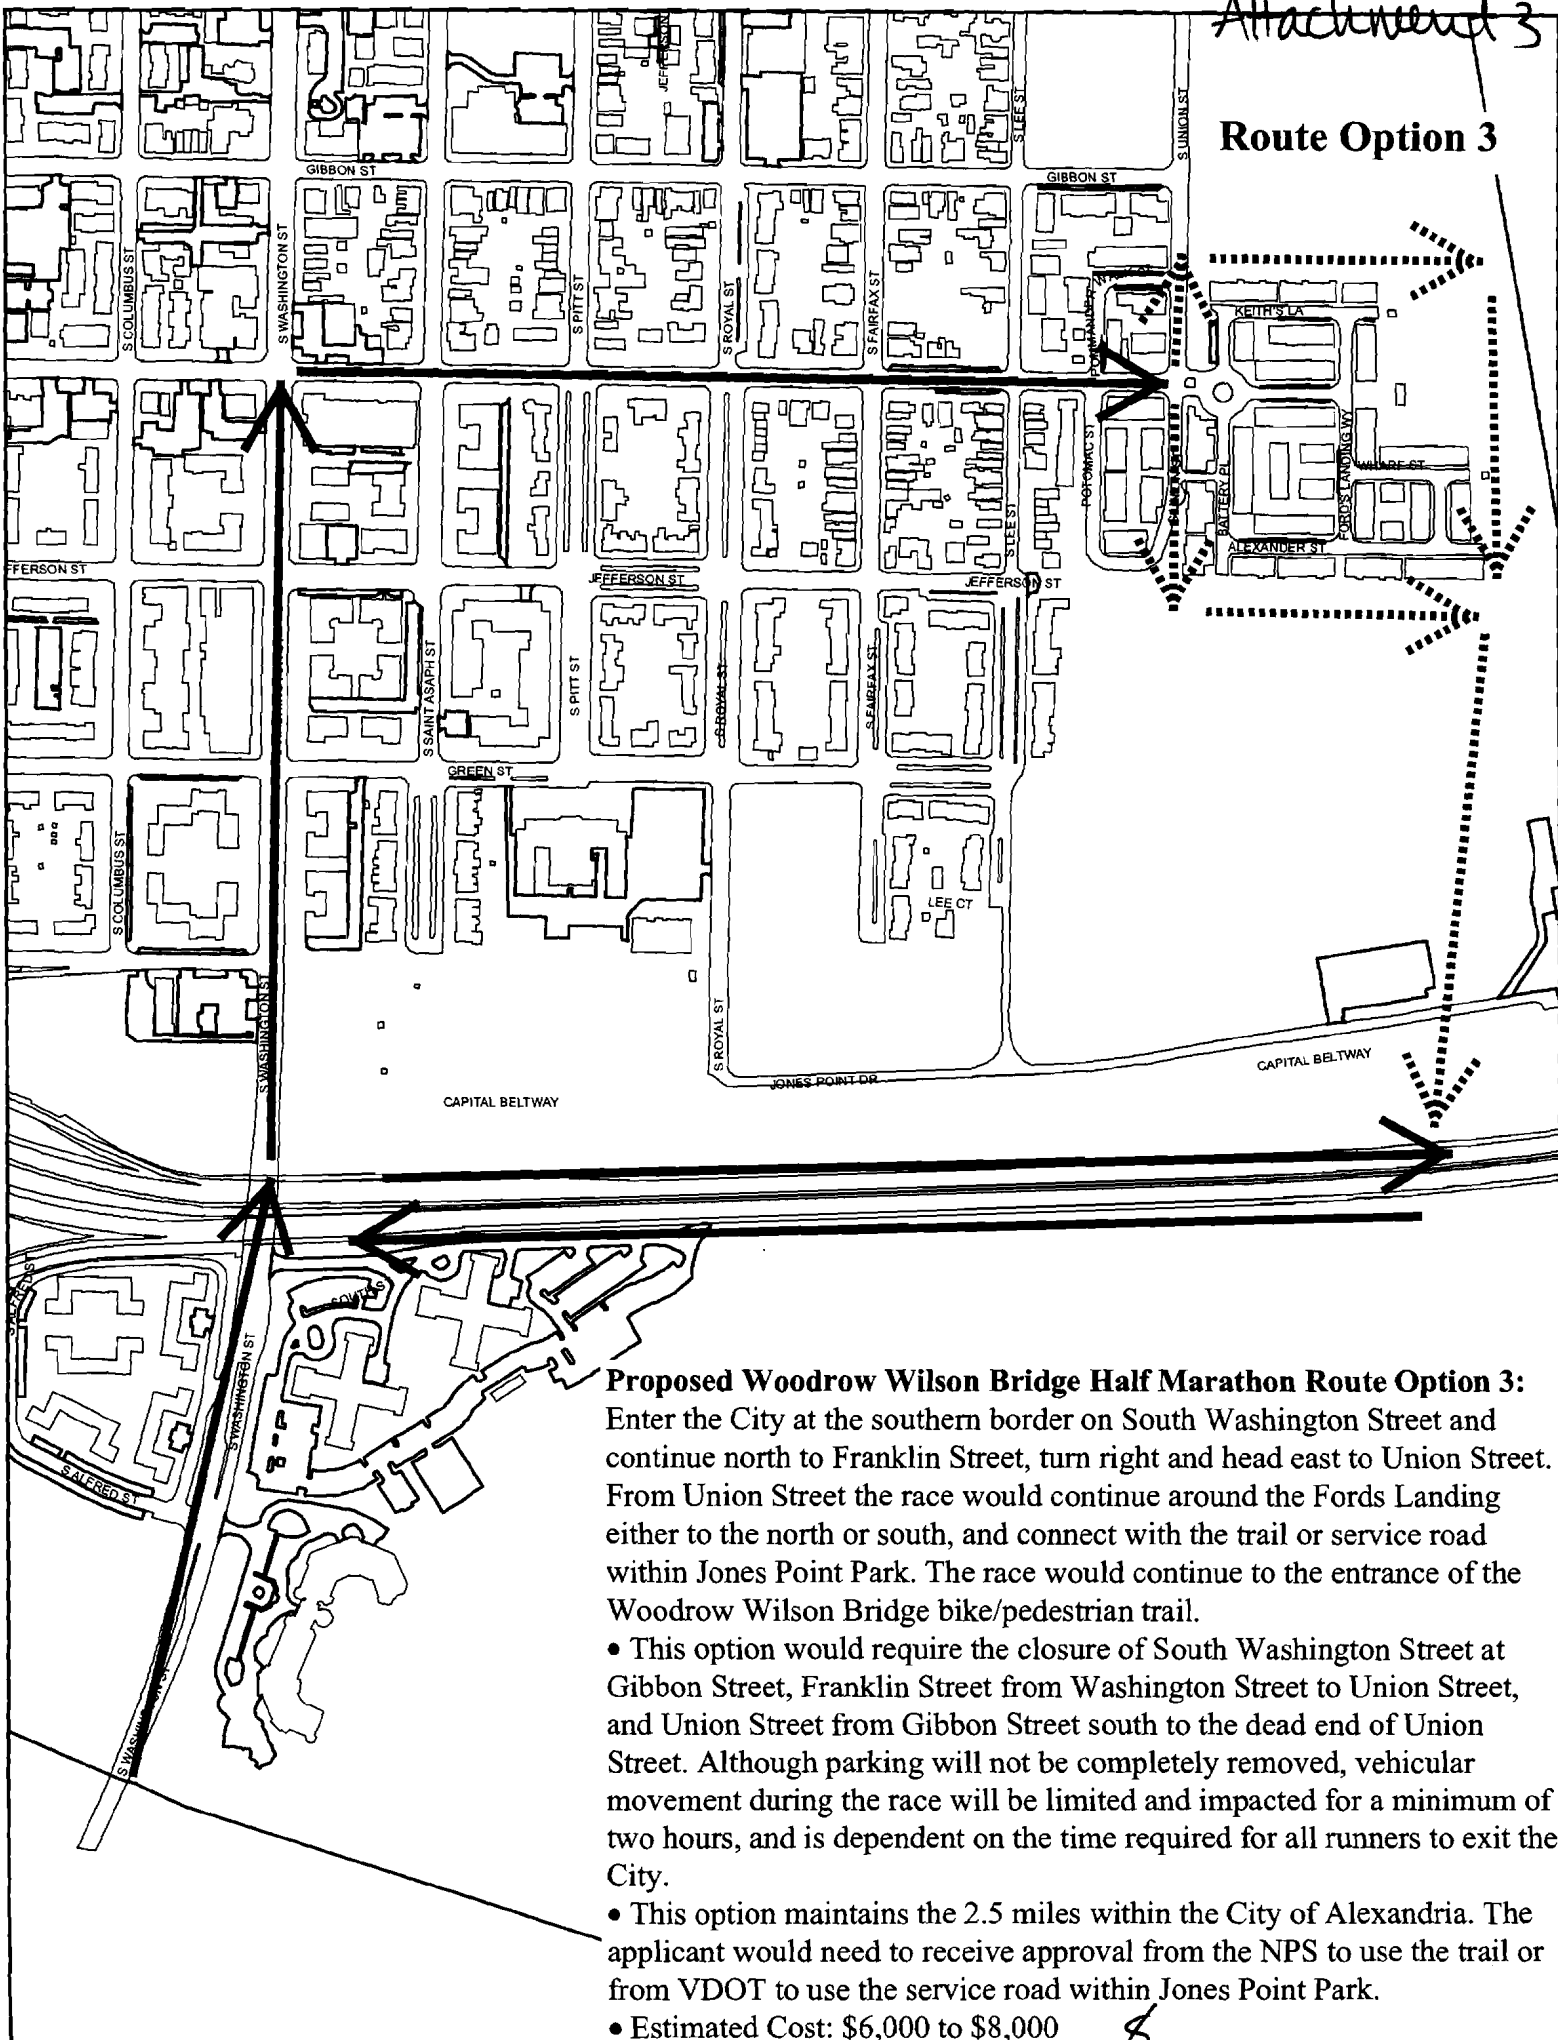 Attachment 3
Route Option 3
JEFFERSON
S LEE ST
S UNION ST
GIBBON ST
GIBBON ST
S COLUMBUS ST
S WASHINGTON ST
S PITT ST
S ROYAL ST
S FAIRFAX ST
KEITH'S LA
POTOMAC ST
BATTERY PL
FORD'S LANDING WY
WHARF ST
ALEXANDER ST
S LEE ST
FFERSON ST
JEFFERSON ST
JEFFERSON ST
S SAINT ASAPH ST
S PITT ST
S ROYAL ST
S FAIRFAX ST
GREEN ST
S COLUMBUS ST
LEE CT
S WASHINGTON ST
S ROYAL ST
JONES POINT DR
CAPITAL BELTWAY
CAPITAL BELTWAY
S ALFRED ST
SOUTH S
S WASHINGTON ST
S ALFRED ST
Proposed Woodrow Wilson Bridge Half Marathon Route Option 3:
Enter the City at the southern border on South Washington Street and
continue north to Franklin Street, turn right and head east to Union Street.
From Union Street the race would continue around the Fords Landing
either to the north or south, and connect with the trail or service road
within Jones Point Park. The race would continue to the entrance of the
Woodrow Wilson Bridge bike/pedestrian trail.
• This option would require the closure of South Washington Street at
Gibbon Street, Franklin Street from Washington Street to Union Street,
and Union Street from Gibbon Street south to the dead end of Union
Street. Although parking will not be completely removed, vehicular
movement during the race will be limited and impacted for a minimum of
two hours, and is dependent on the time required for all runners to exit the
City.
• This option maintains the 2.5 miles within the City of Alexandria. The
applicant would need to receive approval from the NPS to use the trail or
from VDOT to use the service road within Jones Point Park.
• Estimated Cost: $6,000 to $8,000
8